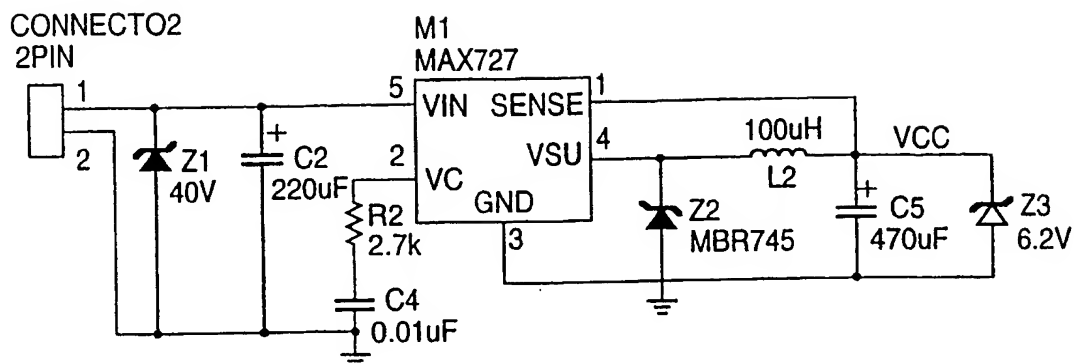 CONNECTO2
2PIN
1
2
Z1
40V
+
C2
220uF
M1
MAX727
5
VIN
SENSE
1
2
VC
VSU
4
GND
3
R2
2.7k
C4
0.01uF
100uH
L2
VCC
Z2
MBR745
+
C5
470uF
Z3
6.2V